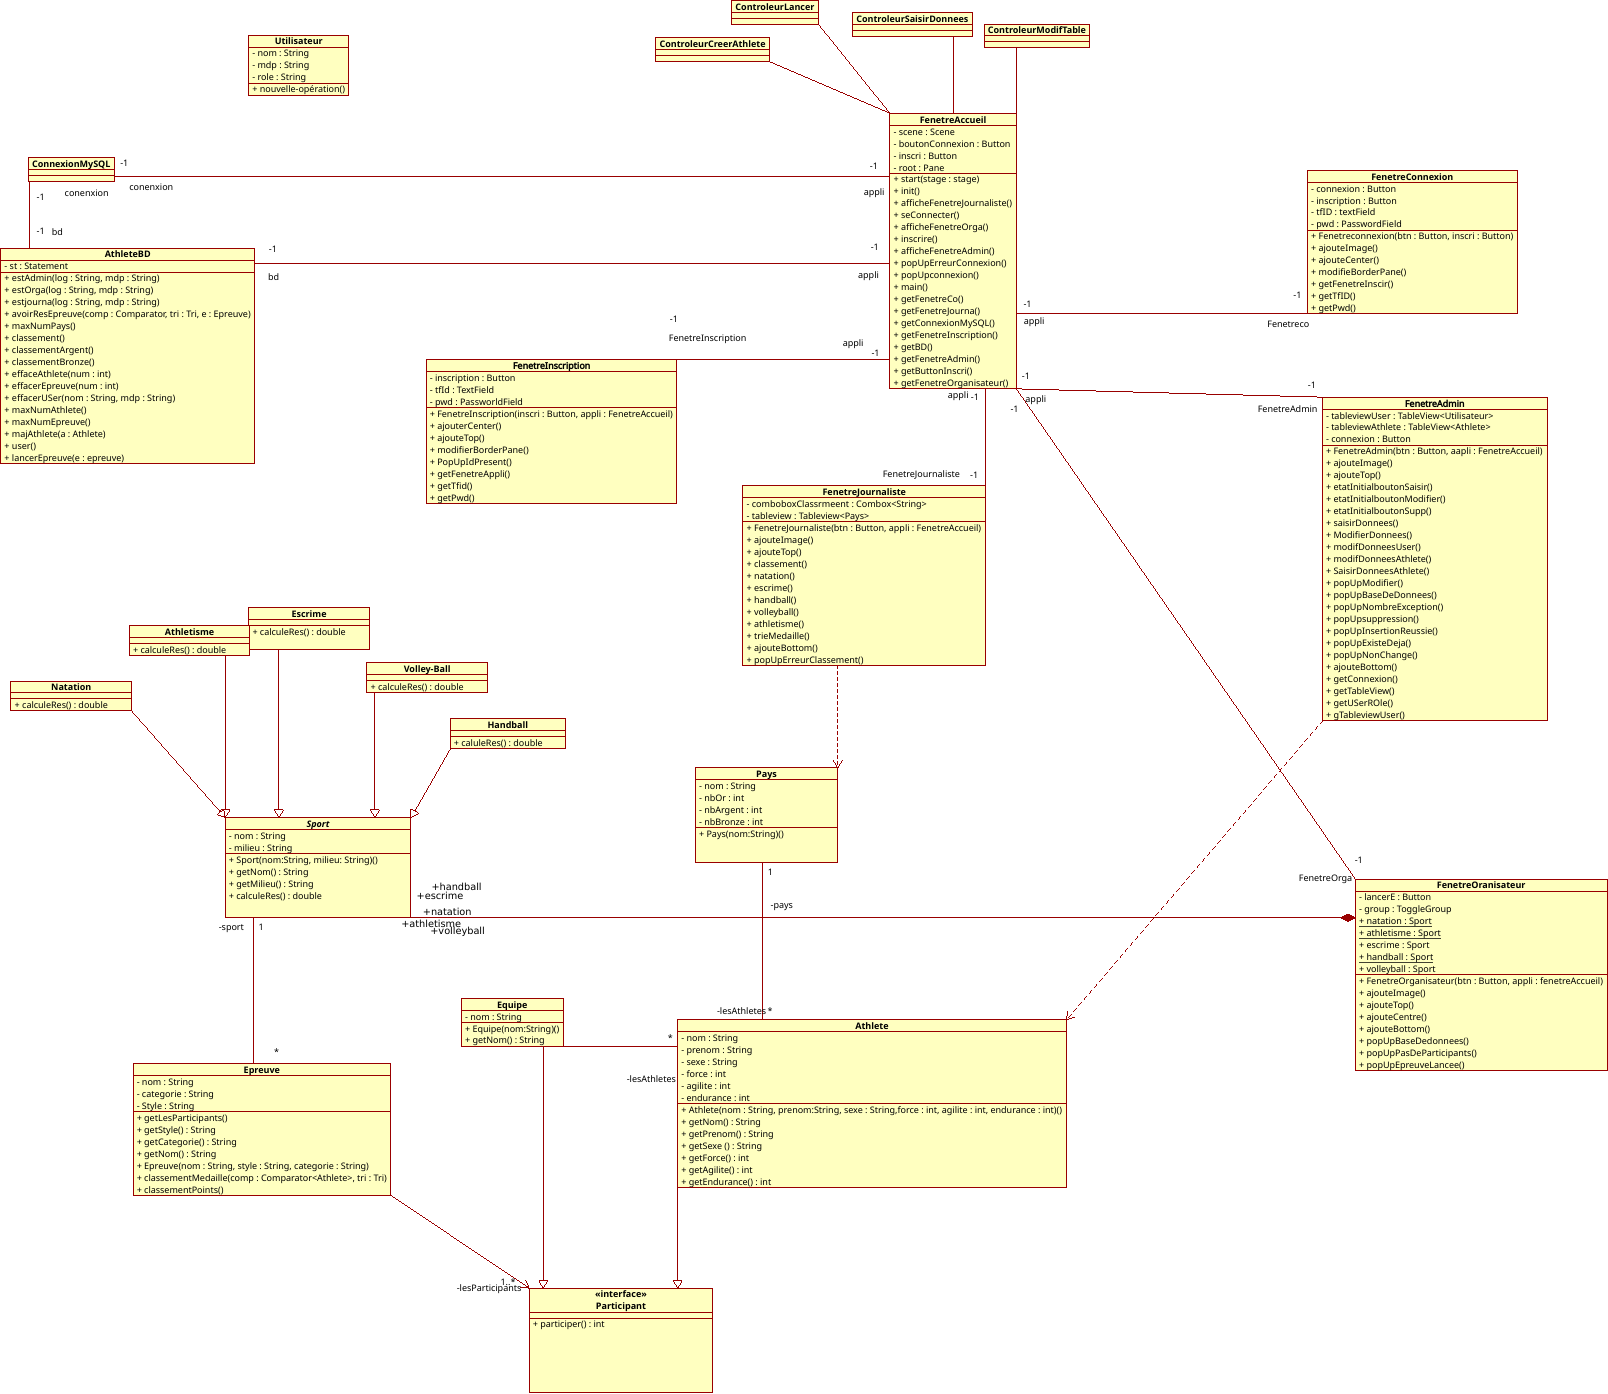 ControleurLancer
ControleurSaisirDonnees
ControleurModifTable
ControleurCreerAthlete
Utilisateur
- nom : String
- mdp : String
- role : String
+ nouvelle-opération()
FenetreAccueil
- scene : Scene
- boutonConnexion : Button
- inscri : Button
- root : Pane
+ start(stage : stage)
+ init()
+ afficheFenetreJournaliste()
+ seConnecter()
+ afficheFenetreOrga()
+ inscrire()
+ afficheFenetreAdmin()
+ popUpErreurConnexion()
+ popUpconnexion()
+ main()
+ getFenetreCo()
+ getFenetreJourna()
+ getConnexionMySQL()
+ getFenetreInscription()
+ getBD()
+ getFenetreAdmin()
+ getButtonInscri()
+ getFenetreOrganisateur()
ConnexionMySQL
-1
conenxion
-1
appli
-1
conenxion
-1
bd
AthleteBD
- st : Statement
+ estAdmin(log : String, mdp : String)
+ estOrga(log : String, mdp : String)
+ estjourna(log : String, mdp : String)
+ avoirResEpreuve(comp : Comparator, tri : Tri, e : Epreuve)
+ maxNumPays()
+ classement()
+ classementArgent()
+ classementBronze()
+ effaceAthlete(num : int)
+ effacerEpreuve(num : int)
+ effacerUSer(nom : String, mdp : String)
+ maxNumAthlete()
+ maxNumEpreuve()
+ majAthlete(a : Athlete)
+ user()
+ lancerEpreuve(e : epreuve)
-1
bd
-1
appli
FenetreConnexion
- connexion : Button
- inscription : Button
- tfID : textField
- pwd : PasswordField
+ Fenetreconnexion(btn : Button, inscri : Button)
+ ajouteImage()
+ ajouteCenter()
+ modifieBorderPane()
+ getFenetreInscir()
+ getTfID()
+ getPwd()
-1
Fenetreco
-1
appli
-1
FenetreInscription
appli
-1
FenetreInscription
- inscription : Button
- tfId : TextField
- pwd : PassworldField
+ FenetreInscription(inscri : Button, appli : FenetreAccueil)
+ ajouterCenter()
+ ajouteTop()
+ modifierBorderPane()
+ PopUpIdPresent()
+ getFenetreAppli()
+ getTfid()
+ getPwd()
-1
appli
-1
FenetreAdmin
appli
-1
-1
FenetreAdmin
- tableviewUser : TableView<Utilisateur>
- tableviewAthlete : TableView<Athlete>
- connexion : Button
+ FenetreAdmin(btn : Button, aapli : FenetreAccueil)
+ ajouteImage()
+ ajouteTop()
+ etatInitialboutonSaisir()
+ etatInitialboutonModifier()
+ etatInitialboutonSupp()
+ saisirDonnees()
+ ModifierDonnees()
+ modifDonneesUser()
+ modifDonneesAthlete()
+ SaisirDonneesAthlete()
+ popUpModifier()
+ popUpBaseDeDonnees()
+ popUpNombreException()
+ popUpsuppression()
+ popUpInsertionReussie()
+ popUpExisteDeja()
+ popUpNonChange()
+ ajouteBottom()
+ getConnexion()
+ getTableView()
+ getUSerROle()
+ gTableviewUser()
FenetreJournaliste
-1
FenetreJournaliste
- comboboxClassrmeent : Combox<String>
- tableview : Tableview<Pays>
+ FenetreJournaliste(btn : Button, appli : FenetreAccueil)
+ ajouteImage()
+ ajouteTop()
+ classement()
+ natation()
+ escrime()
+ handball()
+ volleyball()
+ athletisme()
+ trieMedaille()
+ ajouteBottom()
+ popUpErreurClassement()
Escrime
+ calculeRes() : double
Athletisme
+ calculeRes() : double
Volley-Ball
+ calculeRes() : double
Natation
+ calculeRes() : double
Handball
+ caluleRes() : double
Pays
- nom : String
- nbOr : int
- nbArgent : int
- nbBronze : int
+ Pays(nom:String)()
1
-pays
Sport
- nom : String
- milieu : String
+ Sport(nom:String, milieu: String)()
+ getNom() : String
+ getMilieu() : String
+ calculeRes() : double
+handball
+escrime
+natation
+athletisme
+volleyball
-sport
1
*
-1
FenetreOrga
FenetreOranisateur
- lancerE : Button
- group : ToggleGroup
+ natation : Sport
+ athletisme : Sport
+ escrime : Sport
+ handball : Sport
+ volleyball : Sport
+ FenetreOrganisateur(btn : Button, appli : fenetreAccueil)
+ ajouteImage()
+ ajouteTop()
+ ajouteCentre()
+ ajouteBottom()
+ popUpBaseDedonnees()
+ popUpPasDeParticipants()
+ popUpEpreuveLancee()
Equipe
- nom : String
+ Equipe(nom:String)()
+ getNom() : String
*
-lesAthletes
-lesAthletes *
Athlete
- nom : String
- prenom : String
- sexe : String
- force : int
- agilite : int
- endurance : int
+ Athlete(nom : String, prenom:String, sexe : String,force : int, agilite : int, endurance : int)()
+ getNom() : String
+ getPrenom() : String
+ getSexe () : String
+ getForce() : int
+ getAgilite() : int
+ getEndurance() : int
Epreuve
- nom : String
- categorie : String
- Style : String
+ getLesParticipants()
+ getStyle() : String
+ getCategorie() : String
+ getNom() : String
+ Epreuve(nom : String, style : String, categorie : String)
+ classementMedaille(comp : Comparator<Athlete>, tri : Tri)
+ classementPoints()
1..*
-lesParticipants
«interface»
Participant
+ participer() : int